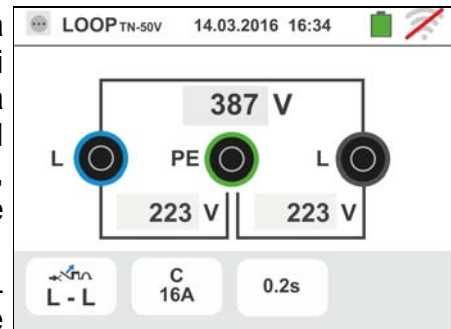 LOOP TN-50V 14.03.2016 16:34
387 V
L PE L
223 V 223 V
L - L C 16A 0.2s